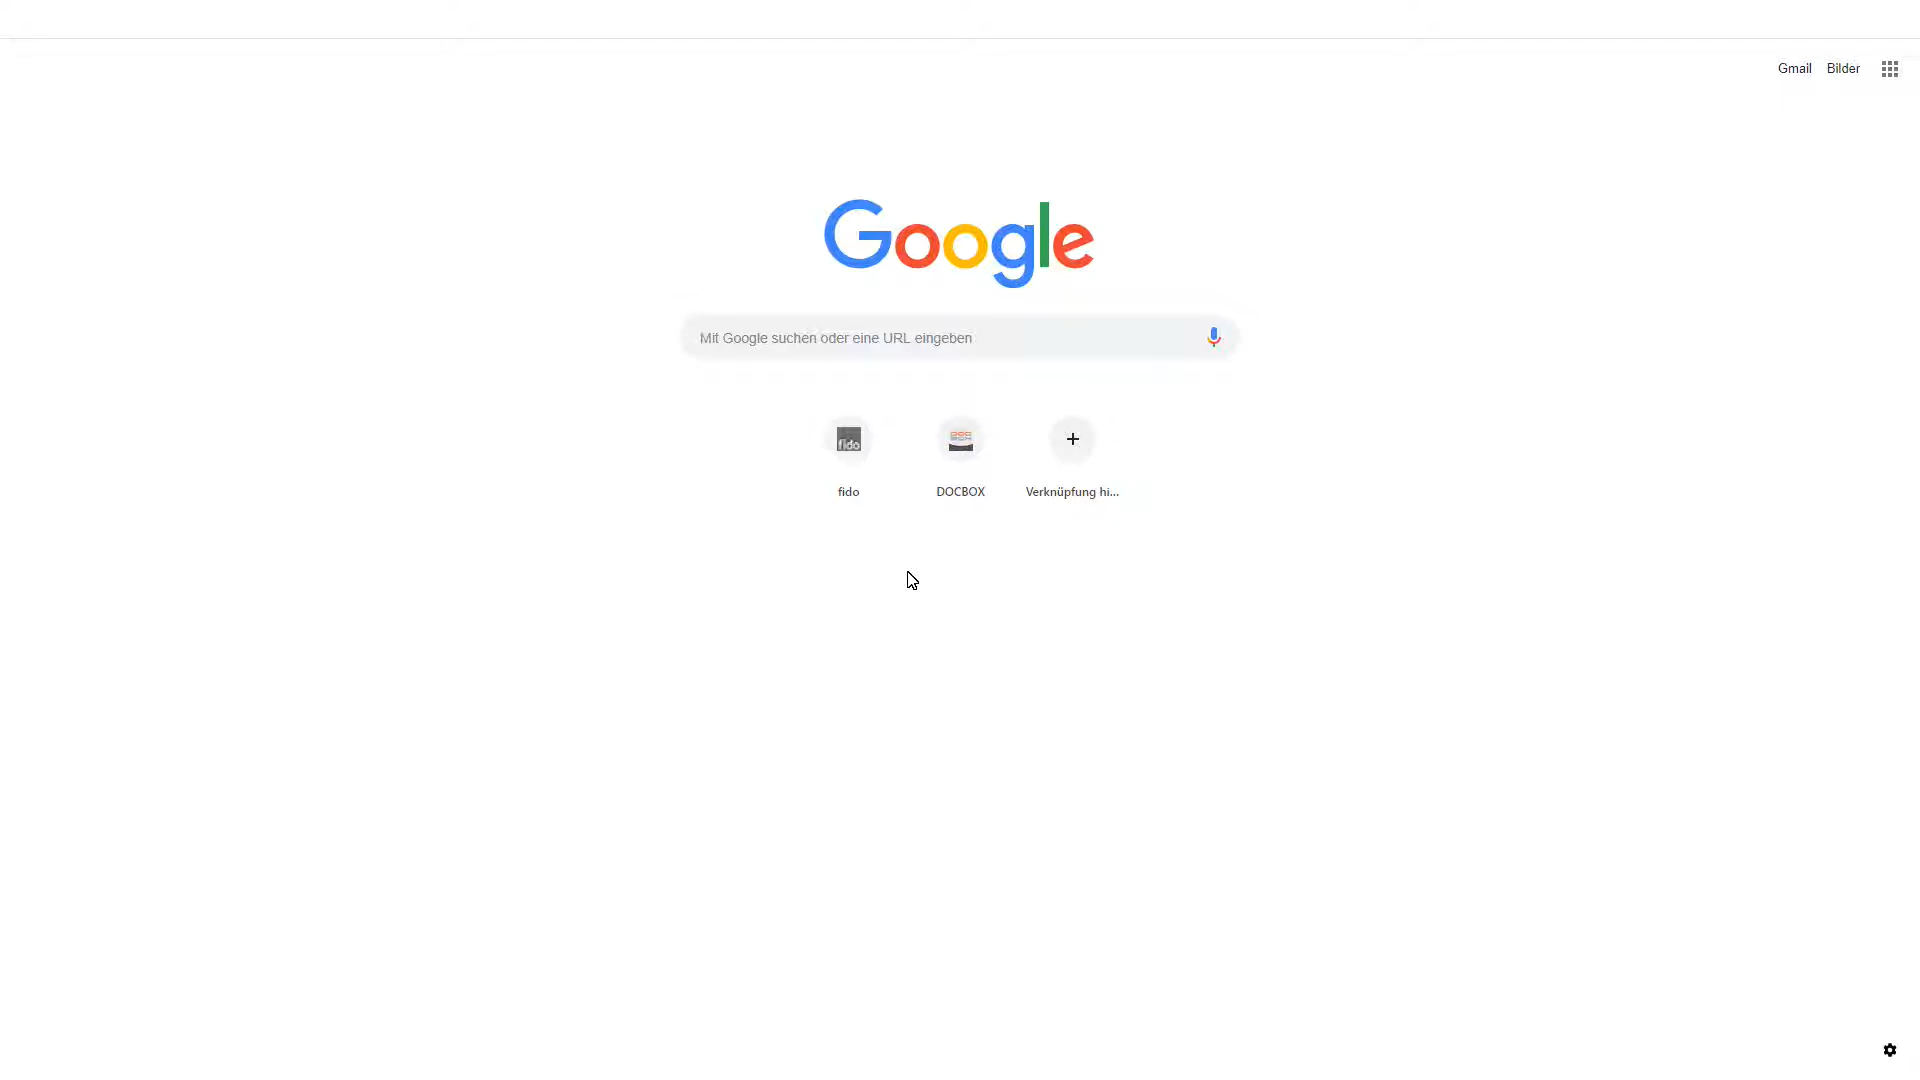 Gmail Bilder
Google
Mit Google suchen oder eine URL eingeben
fido
fido DOCBOX Verknüpfung hi...